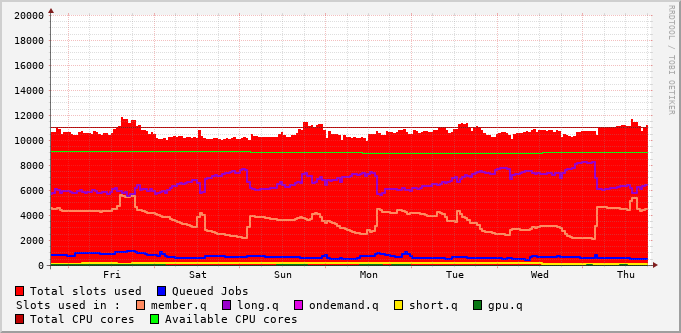 RRDTOOL / TOBI OETIKER
20000
18000
16000
14000
12000
10000
8000
6000
4000
2000
0
Fri Sat Sun Mon Tue Wed Thu
Total slots used Queued Jobs
Slots used in : member.q long.q ondemand.q short.q gpu.q
Total CPU cores Available CPU cores